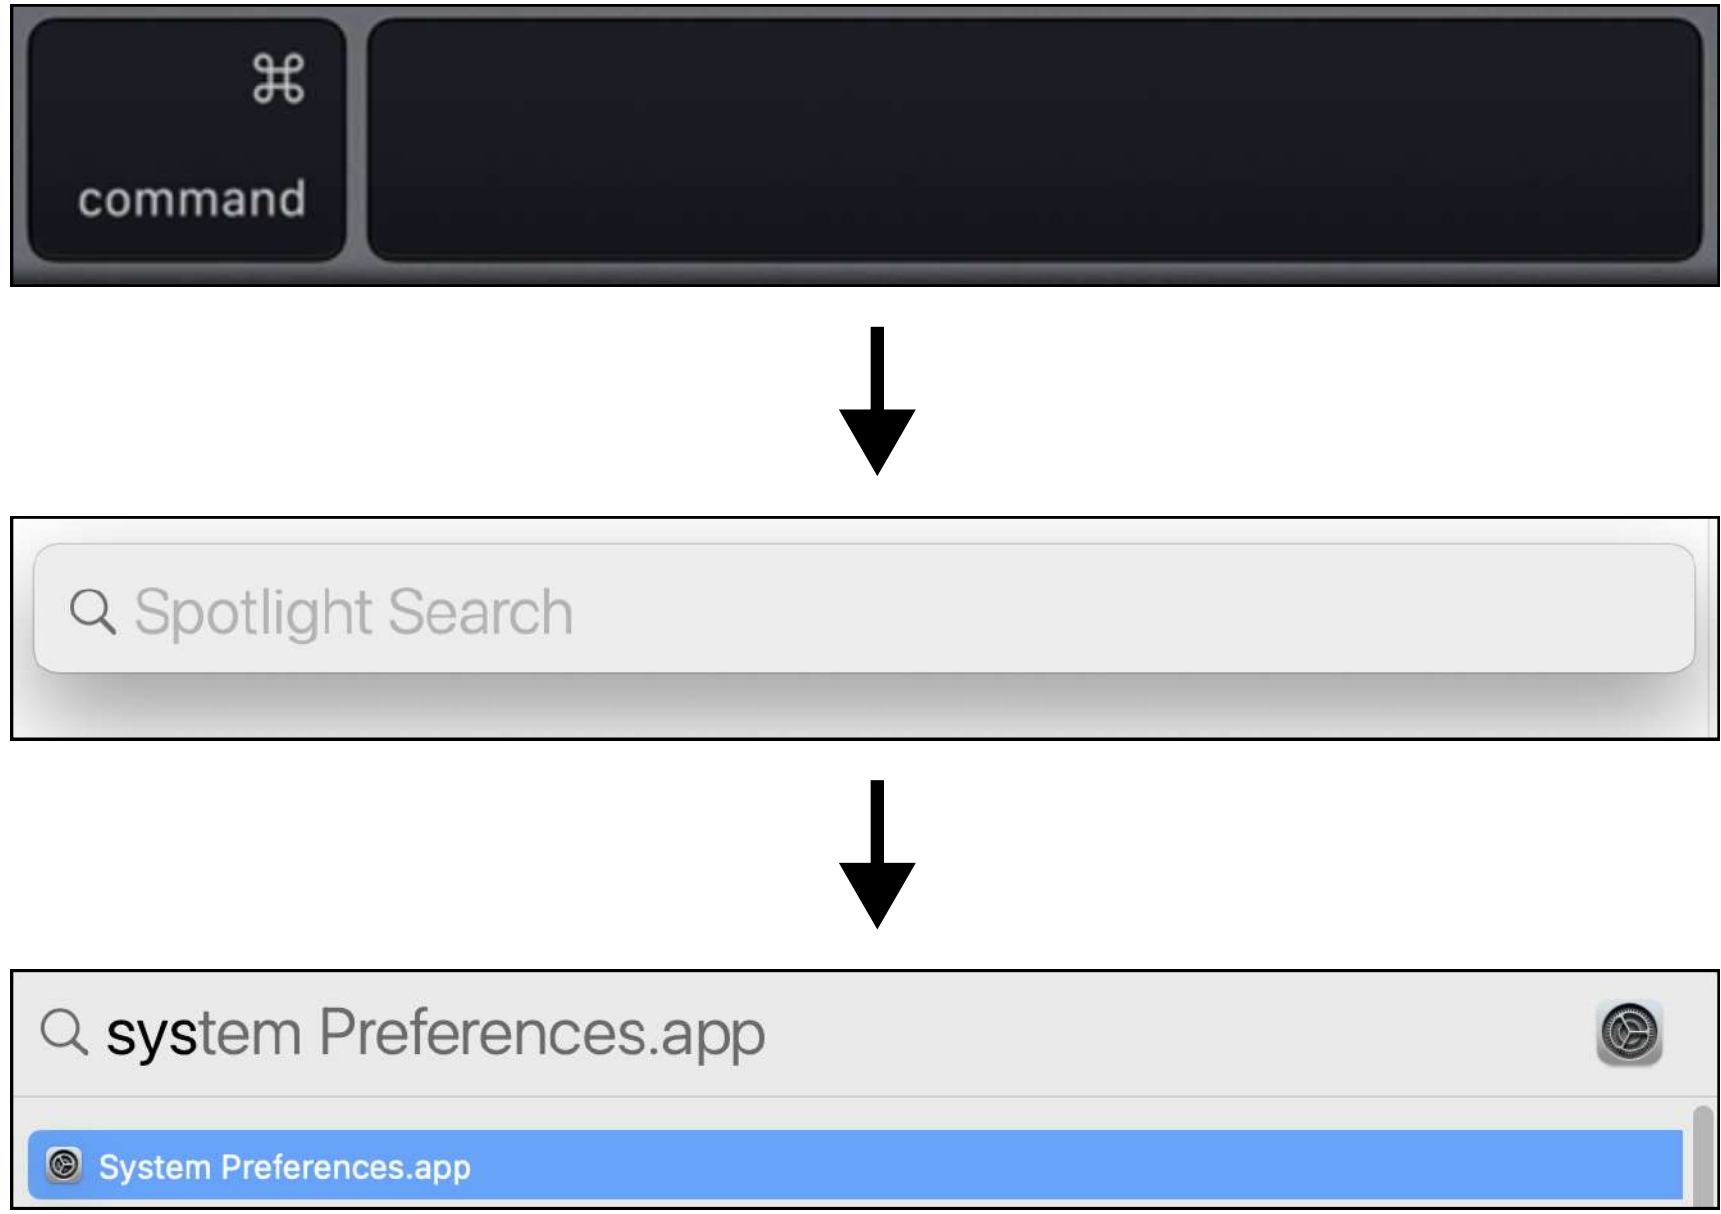 ⌘
command
Spotlight Search
system Preferences.app
System Preferences.app